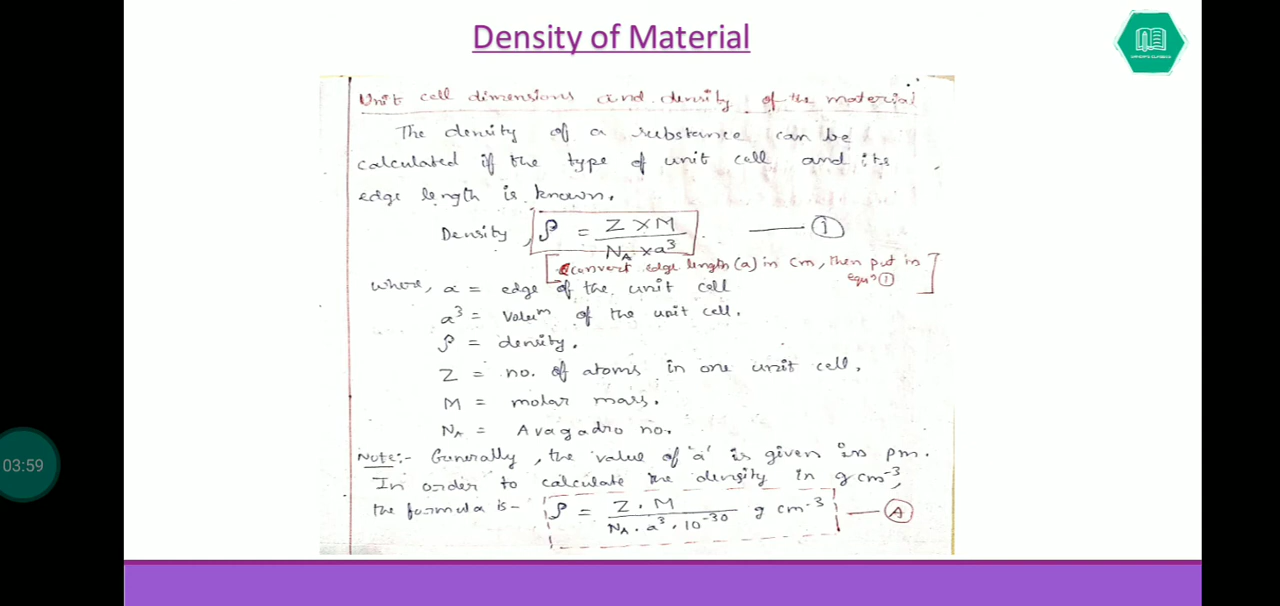 Density of Material
Unit cell dimensions and density of the material
The density of a substance can be
calculated if the type of unit cell and its
edge length is known.
Density, ρ = Z × M / N_A × a³ —— ①
[convert edge length (a) in cm, then put in
equⁿ ①]
where, a = edge of the unit cell
a³ = Valuᵐ of the unit cell.
ρ = density.
Z = no. of atoms in one unit cell.
M = molar mass.
N_A = Avagadro no.
Note:- Generally, the value of 'a' is given in pm.
In order to calculate the density in g cm⁻³,
the formula is- ρ = Z . M / N_A . a³ . 10⁻³⁰ g cm⁻³ — Ⓐ
03:59